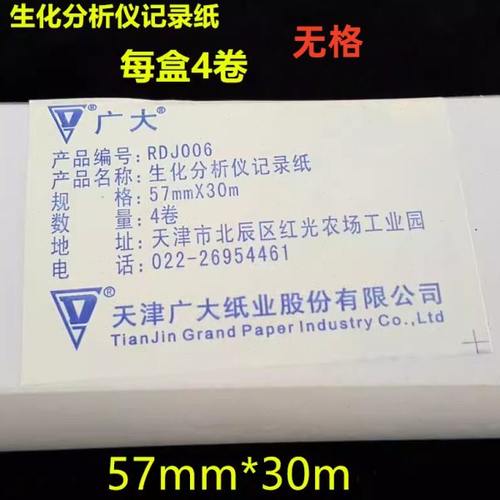 生化分析仪记录纸
无格
每盒4卷
® 广大
产品编号: RDJ006
产品名称: 生化分析仪记录纸
规格: 57mmX30m
数量: 4卷
地址: 天津市北辰区红光农场工业园
电话: 022-26954461
® 天津广大纸业股份有限公司
TianJin Grand Paper Industry Co.,Ltd
57mm*30m